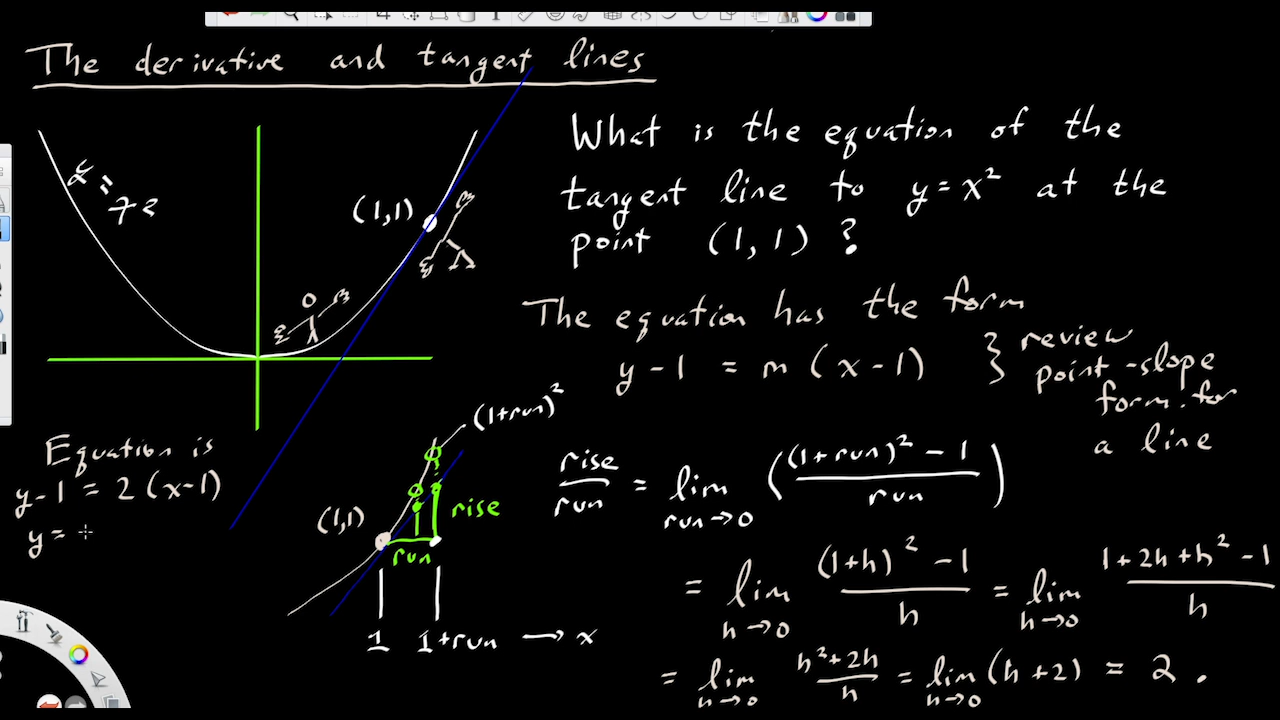 The derivative and tangent lines
(1,1)
What is the equation of the
tangent line to y=x² at the
point (1,1)?
The equation has the form
y-1 = m(x-1) } review
point-slope
form for
a line
Equation is
y-1 = 2(x-1)
y=
(1+run)²
(1,1)
rise
run
1 1+run → x
rise/run = lim run→0 ((1+run)² - 1 / run)
= lim h→0 (1+h)² - 1 / h = lim h→0 1+2h+h²-1 / h
= lim h→0 h²+2h / h = lim h→0 (h+2) = 2.